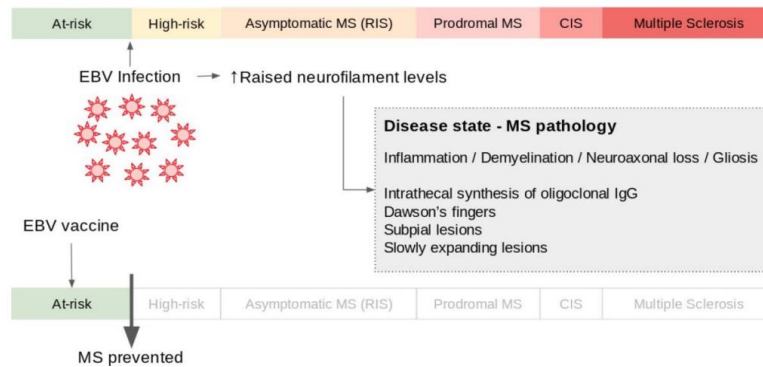 At-risk High-risk Asymptomatic MS (RIS) Prodromal MS CIS Multiple Sclerosis
EBV Infection
↑Raised neurofilament levels
Disease state - MS pathology
Inflammation / Demyelination / Neuroaxonal loss / Gliosis
Intrathecal synthesis of oligoclonal IgG
Dawson's fingers
Subpial lesions
Slowly expanding lesions
EBV vaccine
At-risk High-risk Asymptomatic MS (RIS) Prodromal MS CIS Multiple Sclerosis
MS prevented